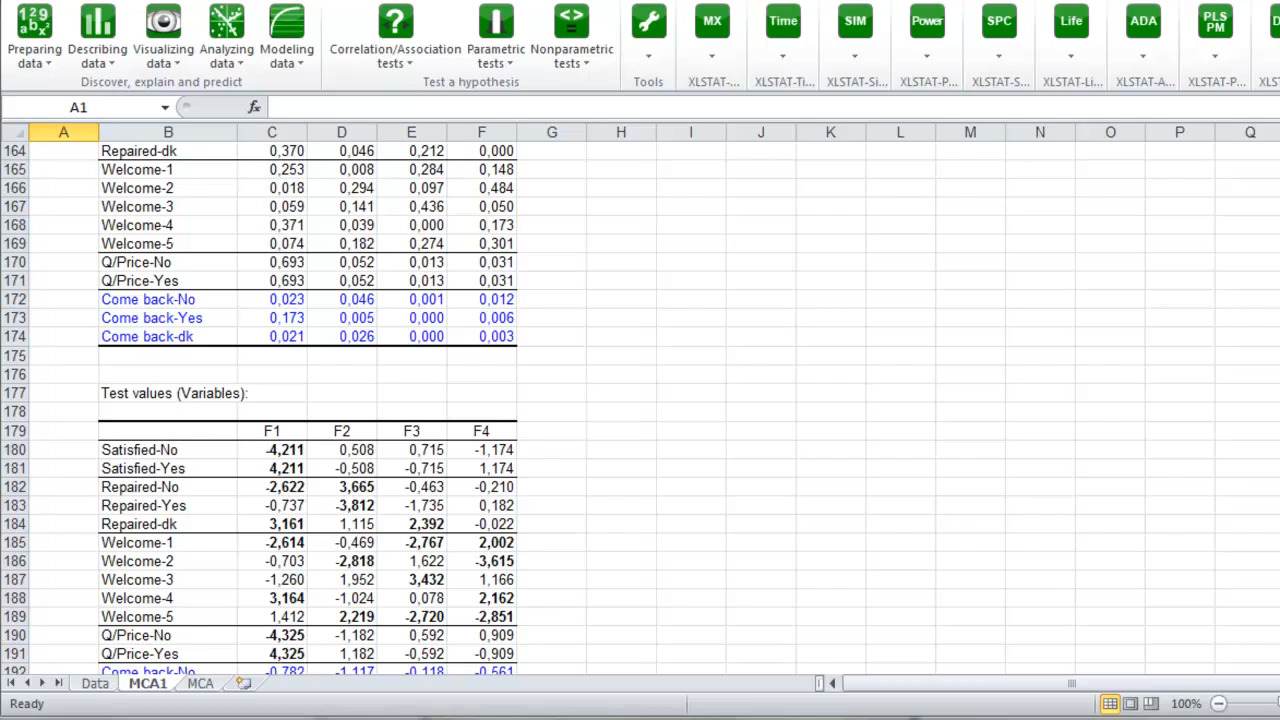 MX Time SIM Power SPC Life ADA PLS PM
Preparing data Describing data Visualizing data Analyzing data Modeling data Correlation/Association tests Parametric tests Nonparametric tests
Discover, explain and predict Test a hypothesis Tools XLSTAT-... XLSTAT-Ti... XLSTAT-Si... XLSTAT-P... XLSTAT-S... XLSTAT-Li... XLSTAT-A... XLSTAT-P...
A1 fx
A B C D E F G H I J K L M N O P Q
164 Repaired-dk 0,370 0,046 0,212 0,000
165 Welcome-1 0,253 0,008 0,284 0,148
166 Welcome-2 0,018 0,294 0,097 0,484
167 Welcome-3 0,059 0,141 0,436 0,050
168 Welcome-4 0,371 0,039 0,000 0,173
169 Welcome-5 0,074 0,182 0,274 0,301
170 Q/Price-No 0,693 0,052 0,013 0,031
171 Q/Price-Yes 0,693 0,052 0,013 0,031
172 Come back-No 0,023 0,046 0,001 0,012
173 Come back-Yes 0,173 0,005 0,000 0,006
174 Come back-dk 0,021 0,026 0,000 0,003
175
176
177 Test values (Variables):
178
179 F1 F2 F3 F4
180 Satisfied-No -4,211 0,508 0,715 -1,174
181 Satisfied-Yes 4,211 -0,508 -0,715 1,174
182 Repaired-No -2,622 3,665 -0,463 -0,210
183 Repaired-Yes -0,737 -3,812 -1,735 0,182
184 Repaired-dk 3,161 1,115 2,392 -0,022
185 Welcome-1 -2,614 -0,469 -2,767 2,002
186 Welcome-2 -0,703 -2,818 1,622 -3,615
187 Welcome-3 -1,260 1,952 3,432 1,166
188 Welcome-4 3,164 -1,024 0,078 2,162
189 Welcome-5 1,412 2,219 -2,720 -2,851
190 Q/Price-No -4,325 -1,182 0,592 0,909
191 Q/Price-Yes 4,325 1,182 -0,592 -0,909
192 Come back-No -0,782 -1,117 -0,118 -0,561
Data MCA1 MCA
Ready 100%